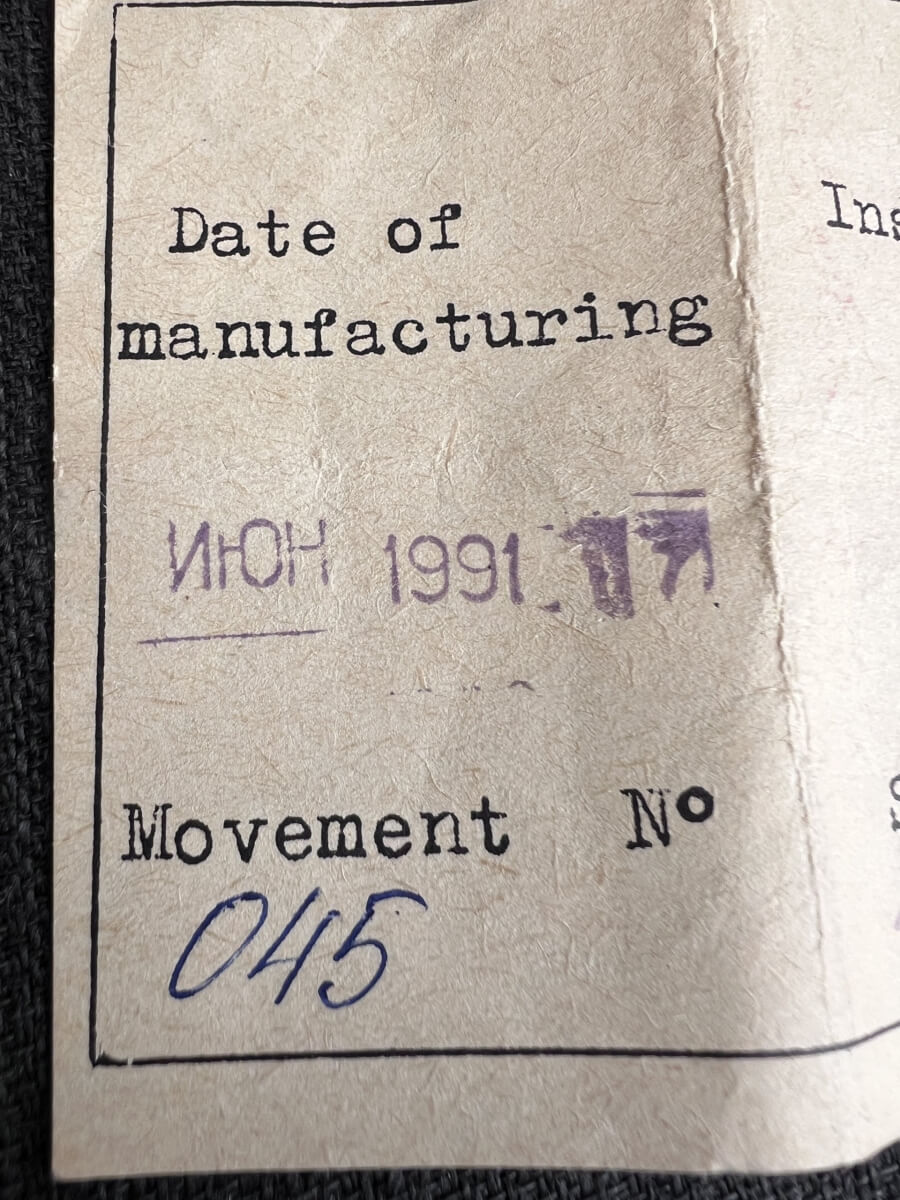 Date of
manufacturing
ИЮН 1991
Movement Nº
045